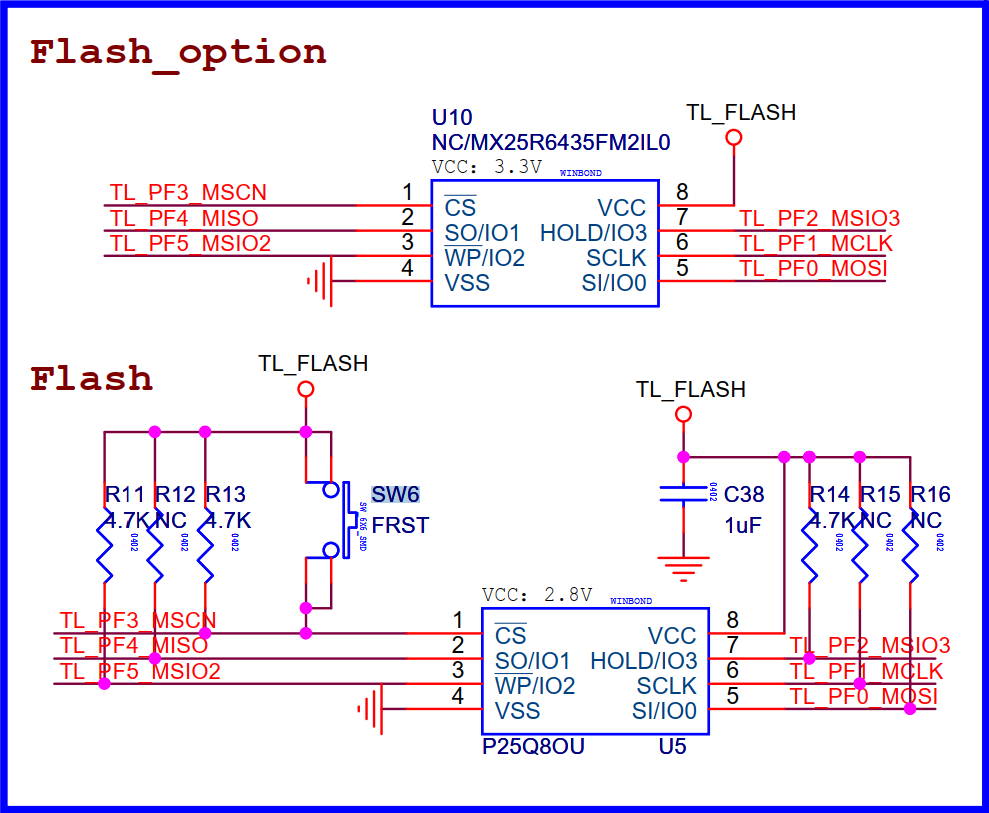 Flash_option
TL_FLASH
U10
NC/MX25R6435FM2IL0
VCC: 3.3V WINBOND
TL_PF3_MSCN 1 CS VCC 8
TL_PF4_MISO 2 SO/IO1 HOLD/IO3 7 TL_PF2_MSIO3
TL_PF5_MSIO2 3 WP/IO2 SCLK 6 TL_PF1_MCLK
4 VSS SI/IO0 5 TL_PF0_MOSI
Flash
TL_FLASH
TL_FLASH
R11 R12 R13 SW6 C38 R14 R15 R16
4.7K NC 4.7K FRST 1uF 4.7K NC NC
0402 0402 0402 SW_626_SMD 0402 0402 0402 0402
VCC: 2.8V WINBOND
TL_PF3_MSCN 1 CS VCC 8
TL_PF4_MISO 2 SO/IO1 HOLD/IO3 7 TL_PF2_MSIO3
TL_PF5_MSIO2 3 WP/IO2 SCLK 6 TL_PF1_MCLK
4 VSS SI/IO0 5 TL_PF0_MOSI
P25Q8OU U5